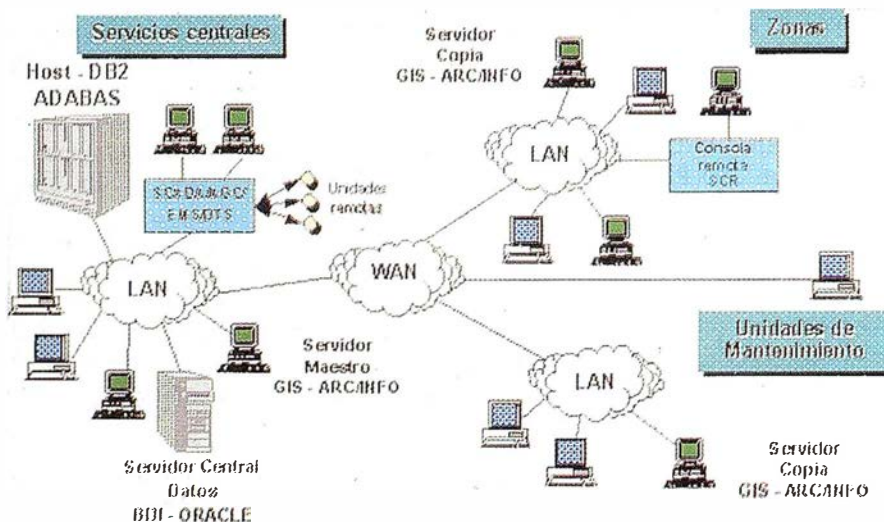 Servicios centrales
Host - DB2
ADABAS
Unidades
remotas
LAN
Servidor
Maestro
GIS - ARC/INFO
Servidor Central
Datos
BDI - ORACLE
WAN
Servidor
Copia
GIS - ARC/INFO
LAN
Zonas
Consola
remota
SCR
Unidades de
Mantenimiento
LAN
Servidor
Copia
GIS - ARC/INFO